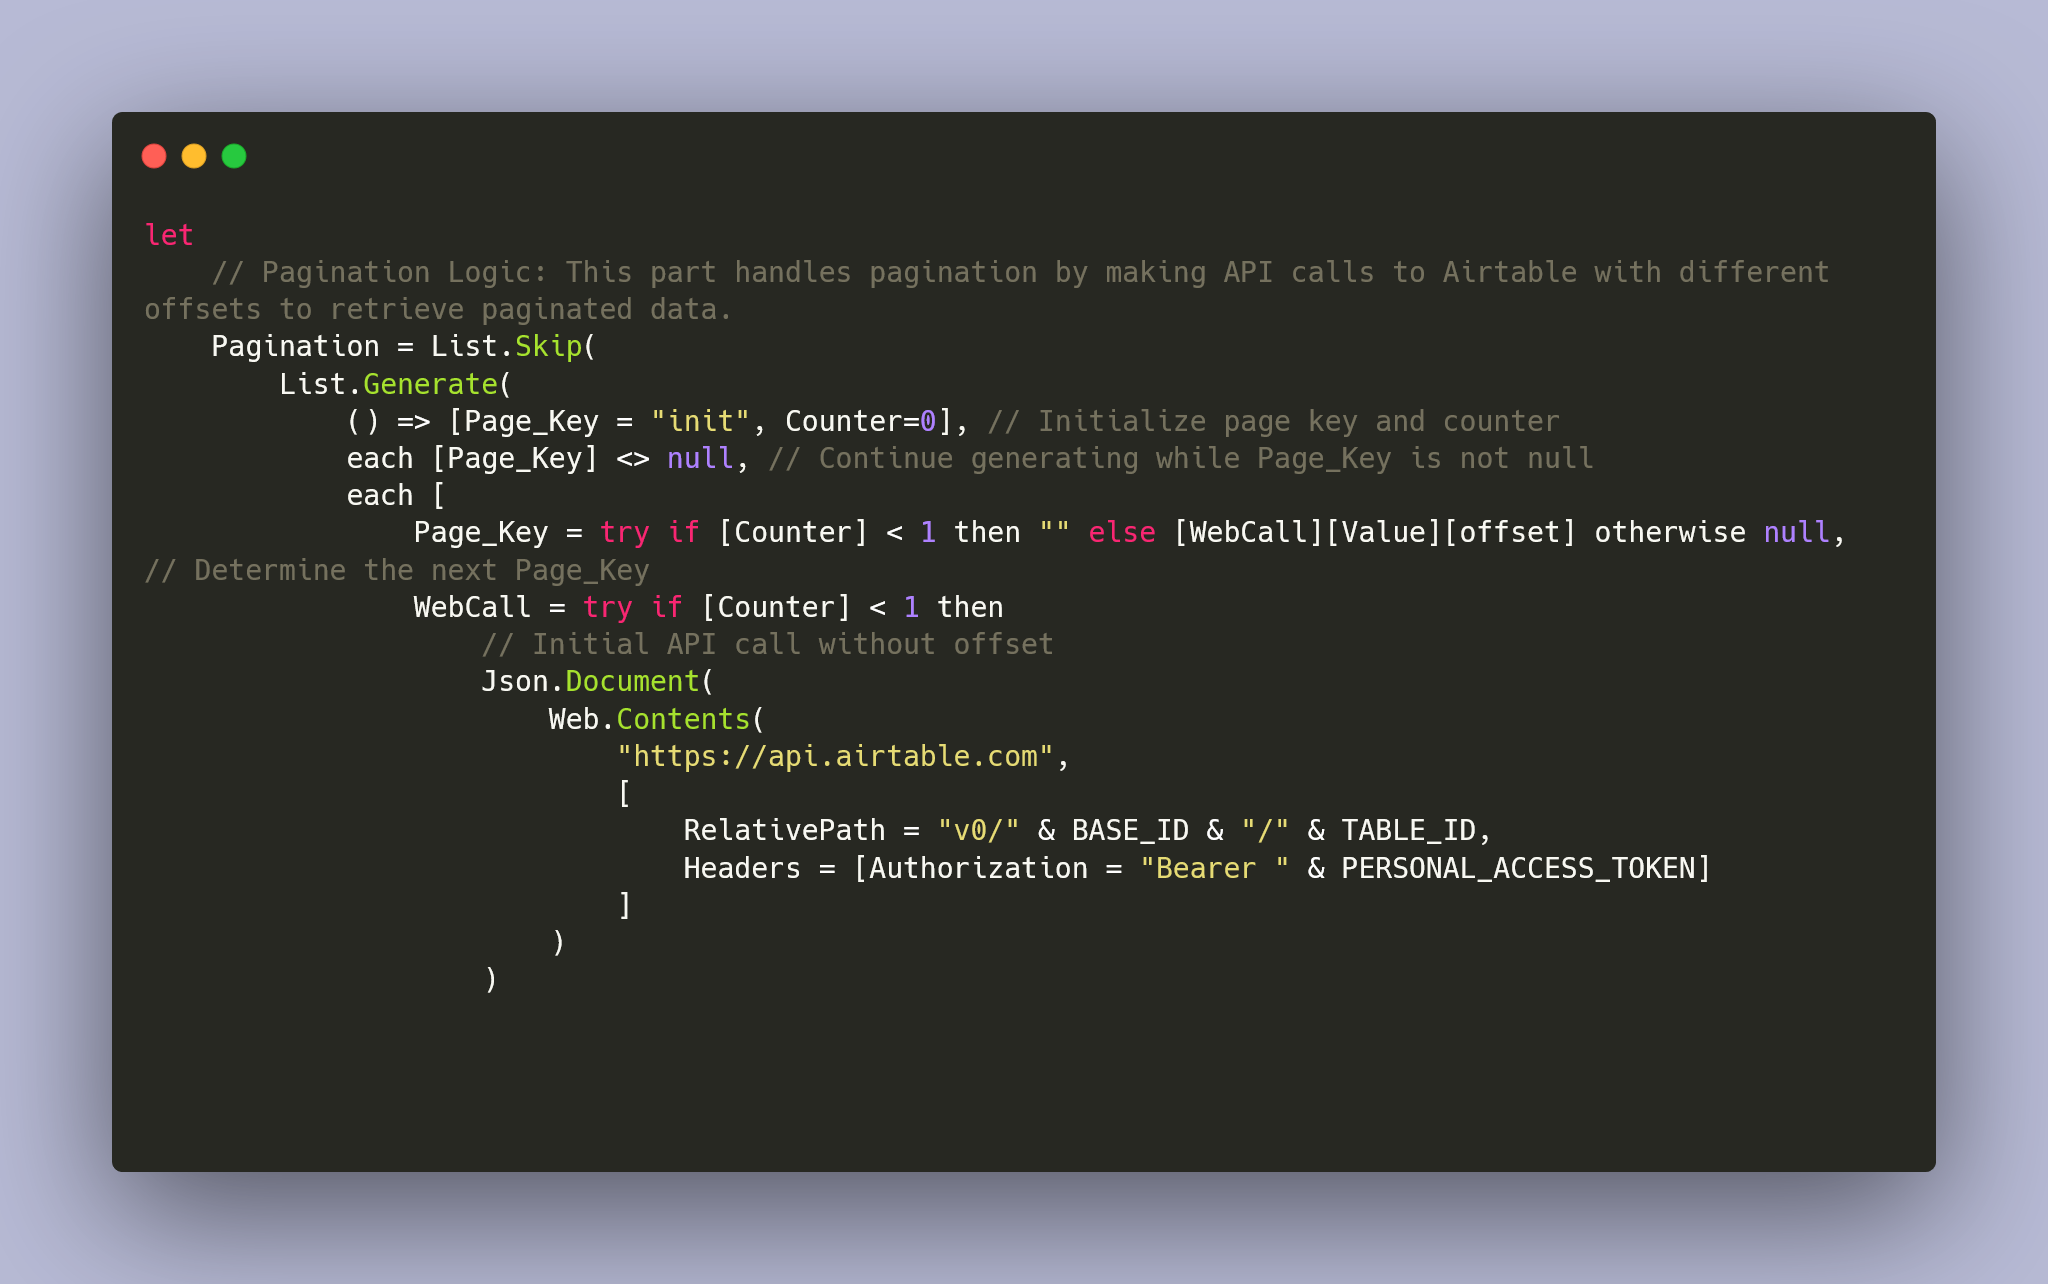 let
    // Pagination Logic: This part handles pagination by making API calls to Airtable with different
offsets to retrieve paginated data.
    Pagination = List.Skip(
        List.Generate(
            () => [Page_Key = "init", Counter=0], // Initialize page key and counter
            each [Page_Key] <> null, // Continue generating while Page_Key is not null
            each [
                Page_Key = try if [Counter] < 1 then "" else [WebCall][Value][offset] otherwise null,
// Determine the next Page_Key
                WebCall = try if [Counter] < 1 then
                    // Initial API call without offset
                    Json.Document(
                        Web.Contents(
                            "https://api.airtable.com",
                            [
                                RelativePath = "v0/" & BASE_ID & "/" & TABLE_ID,
                                Headers = [Authorization = "Bearer " & PERSONAL_ACCESS_TOKEN]
                            ]
                        )
                    )